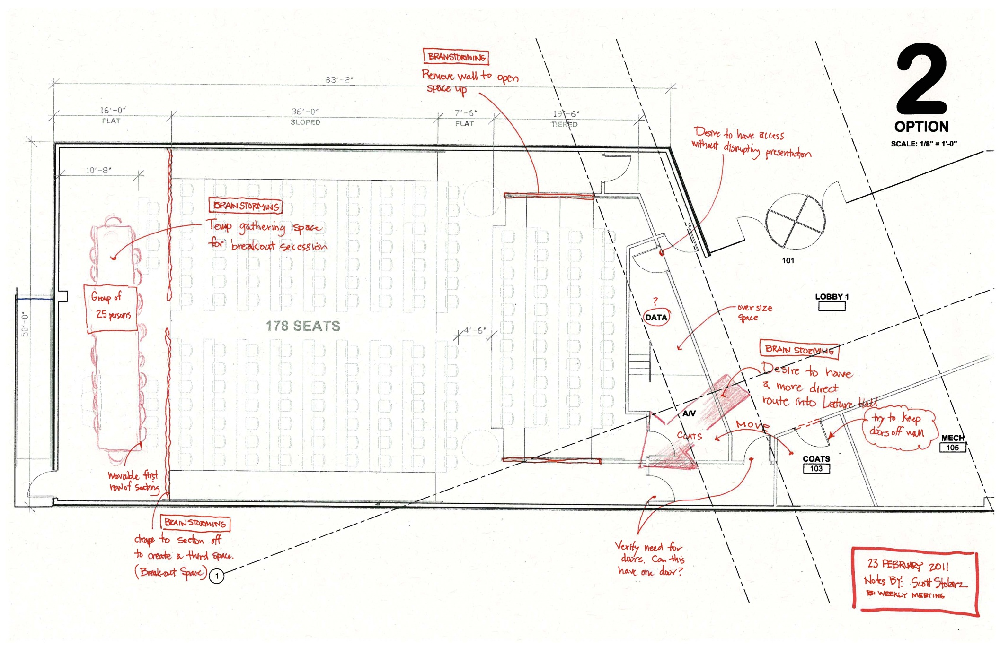 BRAINSTORMING
Remove wall to open
space up
2
OPTION
SCALE: 1/8" = 1'-0"
83'-2"
16'-0"
FLAT
36'-0"
SLOPED
7'-6"
FLAT
19'-6"
TIERED
Desire to have access
without disrupting presentation
10'-8"
BRAINSTORMING
Temp gathering space
for breakout secession
101
Group of
25 persons
50'-0"
178 SEATS
4'-6"
?
DATA
over size
space
LOBBY 1
BRAINSTORMING
Desire to have
a more direct
route into Lecture Hall
A/V
COATS
MOVE
try to keep
doors off wall
MECH
105
COATS
103
movable first
row of seating
BRAINSTORMING
drape to section off
to create a third space.
(Break-out Space)
1
Verify need for
doors. Can this
have one door?
23 FEBRUARY 2011
Notes BY: Scott Stolarz
BI WEEKLY MEETING